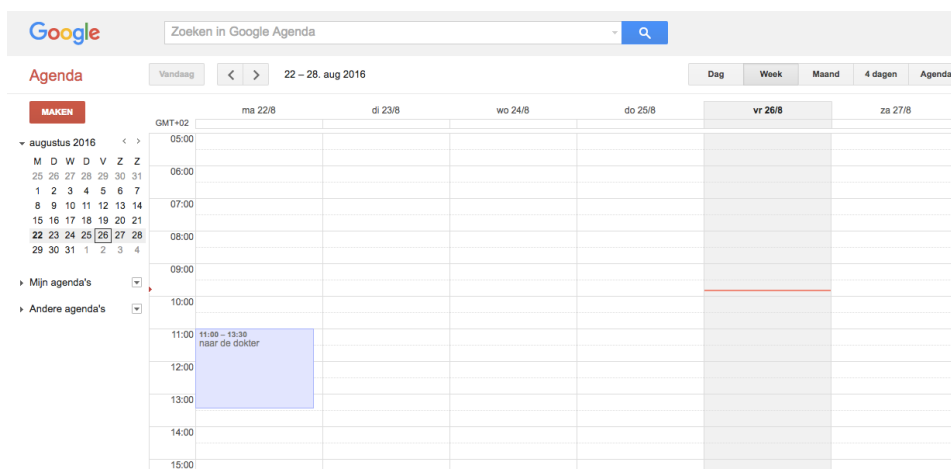 Google
Zoeken in Google Agenda
Agenda
Vandaag
22 – 28. aug 2016
Dag Week Maand 4 dagen Agenda
MAKEN
augustus 2016
M D W D V Z Z
25 26 27 28 29 30 31
1 2 3 4 5 6 7
8 9 10 11 12 13 14
15 16 17 18 19 20 21
22 23 24 25 26 27 28
29 30 31 1 2 3 4
Mijn agenda's
Andere agenda's
ma 22/8 di 23/8 wo 24/8 do 25/8 vr 26/8 za 27/8
GMT+02
05:00
06:00
07:00
08:00
09:00
10:00
11:00
11:00 – 13:30
naar de dokter
12:00
13:00
14:00
15:00